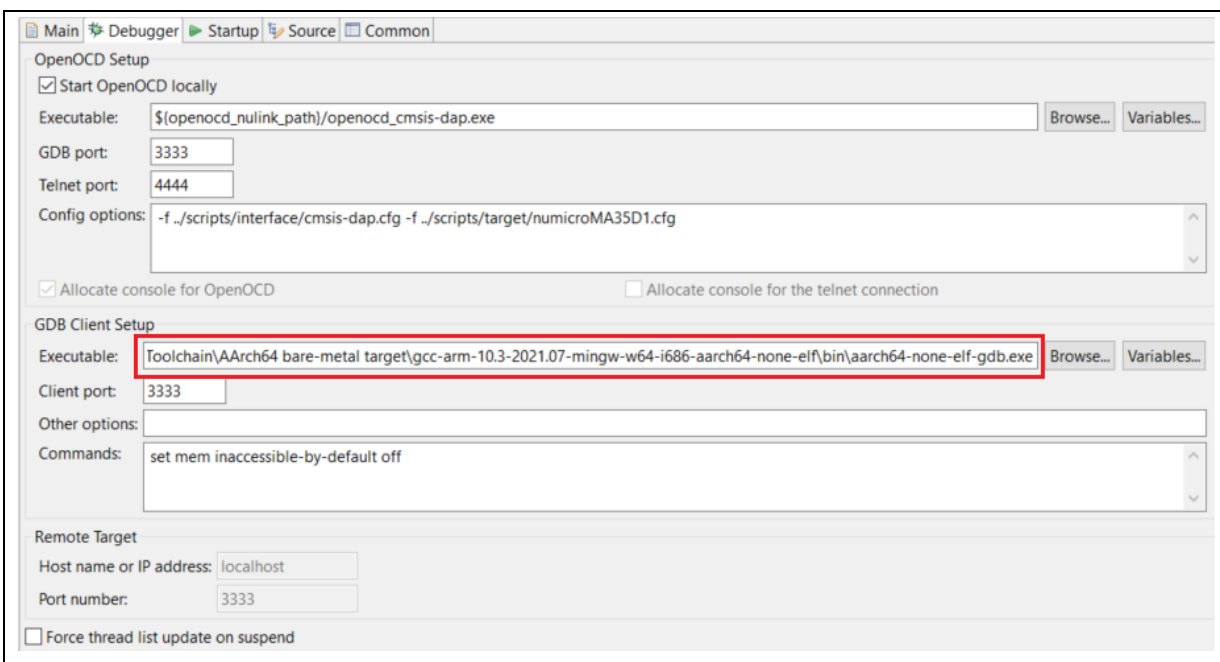 Main Debugger Startup Source Common
OpenOCD Setup
Start OpenOCD locally
Executable: ${openocd_nulink_path}/openocd_cmsis-dap.exe Browse... Variables...
GDB port: 3333
Telnet port: 4444
Config options: -f ../scripts/interface/cmsis-dap.cfg -f ../scripts/target/numicroMA35D1.cfg
Allocate console for OpenOCD Allocate console for the telnet connection
GDB Client Setup
Executable: Toolchain\AArch64 bare-metal target\gcc-arm-10.3-2021.07-mingw-w64-i686-aarch64-none-elf\bin\aarch64-none-elf-gdb.exe Browse... Variables...
Client port: 3333
Other options:
Commands: set mem inaccessible-by-default off
Remote Target
Host name or IP address: localhost
Port number: 3333
Force thread list update on suspend